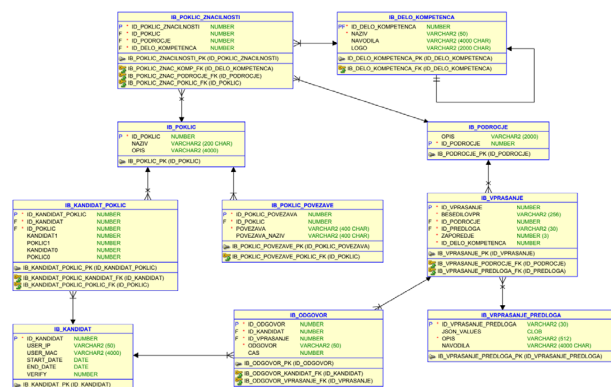 IB_POKLIC_ZNACILNOSTI
P * ID_POKLIC_ZNACILNOSTI NUMBER
F * ID_POKLIC NUMBER
F * ID_PODROCJE NUMBER
F * ID_DELO_KOMPETENCA NUMBER
IB_POKLIC_ZNACILNOSTI_PK (ID_POKLIC_ZNACILNOSTI)
IB_POKLIC_ZNAC_KOMP_FK (ID_DELO_KOMPETENCA)
IB_POKLIC_ZNAC_PODROCJE_FK (ID_PODROCJE)
IB_POKLIC_ZNAC_POKLIC_FK (ID_POKLIC)
IB_DELO_KOMPETENCA
PF * ID_DELO_KOMPETENCA NUMBER
* NAZIV VARCHAR2 (60)
NAVODILA VARCHAR2 (4000 CHAR)
LOGO VARCHAR2 (2000 CHAR)
ID_DELO_KOMPETENCA_PK (ID_DELO_KOMPETENCA)
IB_DELO_KOMPETENCA_FK (ID_DELO_KOMPETENCA)
IB_POKLIC
P * ID_POKLIC NUMBER
NAZIV VARCHAR2 (200 CHAR)
OPIS VARCHAR2 (4000)
IB_POKLIC_PK (ID_POKLIC)
IB_PODROCJE
OPIS VARCHAR2 (2000)
P * ID_PODROCJE NUMBER
IB_PODROCJE_PK (ID_PODROCJE)
IB_KANDIDAT_POKLIC
P * ID_KANDIDAT_POKLIC NUMBER
F * ID_KANDIDAT NUMBER
F * ID_POKLIC NUMBER
KANDIDAT1 NUMBER
POKLIC1 NUMBER
KANDIDAT0 NUMBER
POKLIC0 NUMBER
IB_KANDIDAT_POKLIC_PK (ID_KANDIDAT_POKLIC)
IB_KANDIDAT_POKLIC_KANDIDAT_FK (ID_KANDIDAT)
IB_KANDIDAT_POKLIC_POKLIC_FK (ID_POKLIC)
IB_POKLIC_POVEZAVE
P * ID_POKLIC_POVEZAVA NUMBER
F * ID_POKLIC NUMBER
* POVEZAVA VARCHAR2 (400 CHAR)
* POVEZAVA_NAZIV VARCHAR2 (400 CHAR)
IB_POKLIC_POVEZAVE_PK (ID_POKLIC_POVEZAVA)
IB_POKLIC_POVEZAVE_POKLIC_FK (ID_POKLIC)
IB_VPRASANJE
P * ID_VPRASANJE NUMBER
* BESEDILOVPR VARCHAR2 (256)
F * ID_PODROCJE NUMBER
F * ID_PREDLOGA VARCHAR2 (30)
* ZAPOREDJE NUMBER (3)
* ID_DELO_KOMPETENCA NUMBER
IB_VPRASANJE_PK (ID_VPRASANJE)
IB_VPRASANJE_PODROCJE_FK (ID_PODROCJE)
IB_VPRASANJE_PREDLOGA_FK (ID_PREDLOGA)
IB_KANDIDAT
P * ID_KANDIDAT NUMBER
USER_IP VARCHAR2 (50)
USER_MAC VARCHAR2 (4000)
START_DATE DATE
END_DATE DATE
VERIFY NUMBER
IB_KANDIDAT_PK (ID_KANDIDAT)
IB_ODGOVOR
P * ID_ODGOVOR NUMBER
F * ID_KANDIDAT NUMBER
F * ID_VPRASANJE NUMBER
* ODGOVOR VARCHAR2 (50)
CAS NUMBER
IB_ODGOVOR_PK (ID_ODGOVOR)
IB_ODGOVOR_KANDIDAT_FK (ID_KANDIDAT)
IB_ODGOVOR_VPRASANJE_FK (ID_VPRASANJE)
IB_VRPRASANJE_PREDLOGA
P * ID_VPRASANJE_PREDLOGA VARCHAR2 (30)
JSON_VALUES CLOB
* OPIS VARCHAR2 (512)
NAVODILA VARCHAR2 (4000 CHAR)
IB_VPRASANJE_PREDLOGA_PK (ID_VPRASANJE_PREDLOGA)